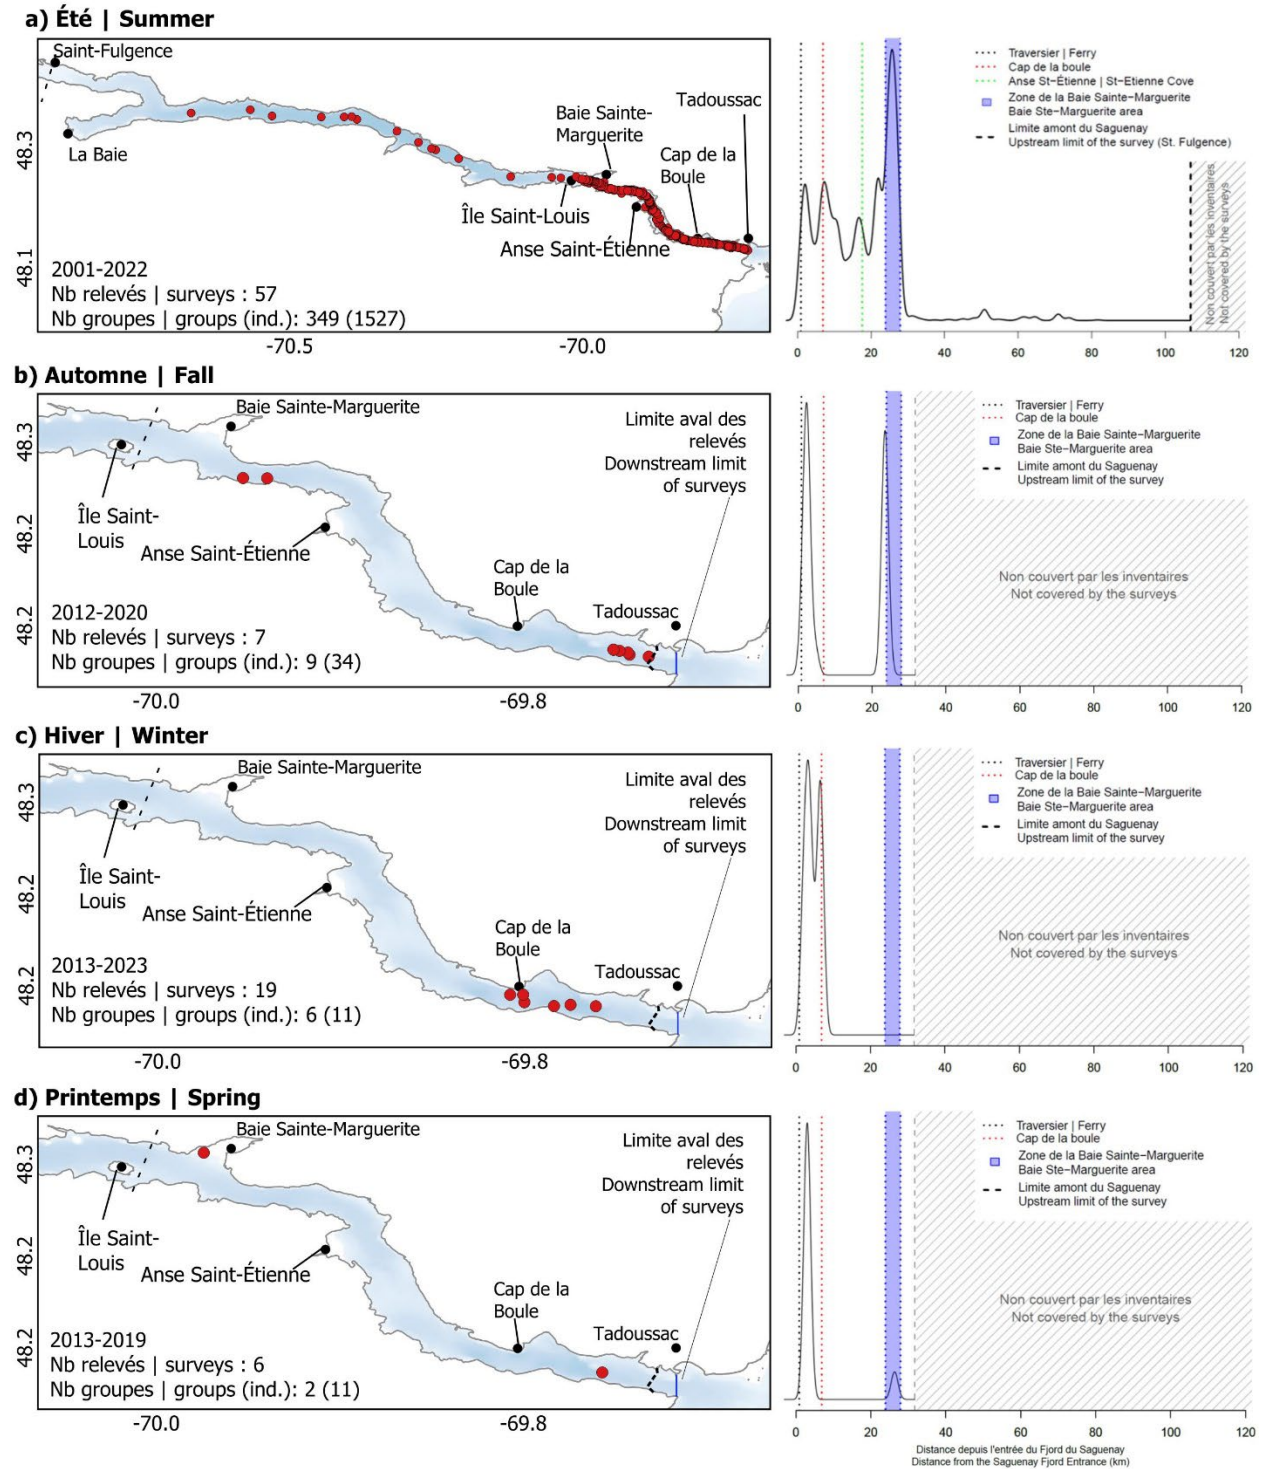 a) Été | Summer
Saint-Fulgence
La Baie
Baie Sainte-
Marguerite
Tadoussac
Cap de la
Boule
Île Saint-Louis
Anse Saint-Étienne
48.3
48.1
2001-2022
Nb relevés | surveys : 57
Nb groupes | groups (ind.): 349 (1527)
-70.5
-70.0
Traversier | Ferry
Cap de la boule
Anse St-Étienne | St-Etienne Cove
Zone de la Baie Sainte-Marguerite
Baie Ste-Marguerite area
Limite amont du Saguenay
Upstream limit of the survey (St. Fulgence)
Non couvert par les inventaires
Not covered by the surveys
0 20 40 60 80 100 120
b) Automne | Fall
Baie Sainte-Marguerite
Limite aval des
relevés
Downstream limit
of surveys
Île Saint-
Louis
Anse Saint-Étienne
Cap de la
Boule
Tadoussac
48.3
48.2
48.2
2012-2020
Nb relevés | surveys : 7
Nb groupes | groups (ind.): 9 (34)
-70.0
-69.8
Traversier | Ferry
Cap de la boule
Zone de la Baie Sainte-Marguerite
Baie Ste-Marguerite area
Limite amont du Saguenay
Upstream limit of the survey
Non couvert par les inventaires
Not covered by the surveys
0 20 40 60 80 100 120
c) Hiver | Winter
Baie Sainte-Marguerite
Limite aval des
relevés
Downstream limit
of surveys
Île Saint-
Louis
Anse Saint-Étienne
Cap de la
Boule
Tadoussac
48.3
48.2
48.2
2013-2023
Nb relevés | surveys : 19
Nb groupes | groups (ind.): 6 (11)
-70.0
-69.8
Traversier | Ferry
Cap de la boule
Zone de la Baie Sainte-Marguerite
Baie Ste-Marguerite area
Limite amont du Saguenay
Upstream limit of the survey
Non couvert par les inventaires
Not covered by the surveys
0 20 40 60 80 100 120
d) Printemps | Spring
Baie Sainte-Marguerite
Limite aval des
relevés
Downstream limit
of surveys
Île Saint-
Louis
Anse Saint-Étienne
Cap de la
Boule
Tadoussac
48.3
48.2
48.2
2013-2019
Nb relevés | surveys : 6
Nb groupes | groups (ind.): 2 (11)
-70.0
-69.8
Traversier | Ferry
Cap de la boule
Zone de la Baie Sainte-Marguerite
Baie Ste-Marguerite area
Limite amont du Saguenay
Upstream limit of the survey
Non couvert par les inventaires
Not covered by the surveys
0 20 40 60 80 100 120
Distance depuis l'entrée du Fjord du Saguenay
Distance from the Saguenay Fjord Entrance (km)